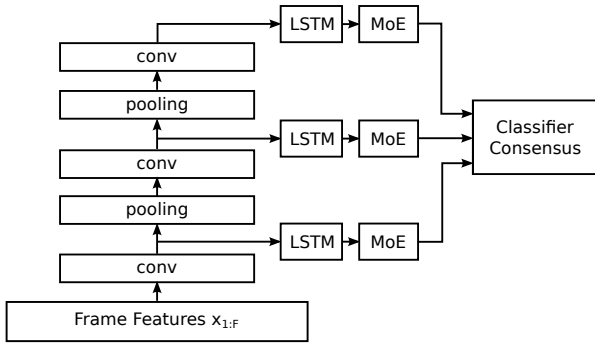 LSTM
MoE
conv
pooling
LSTM
MoE
Classifier
Consensus
conv
pooling
LSTM
MoE
conv
Frame Features x1:F